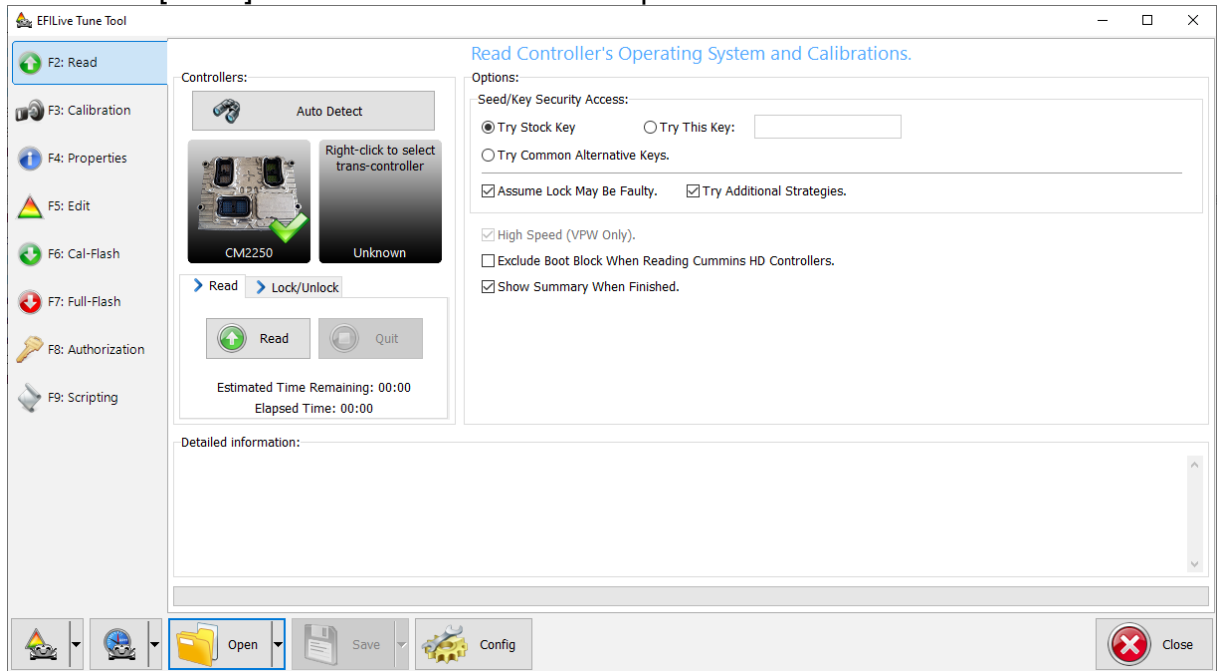 EFILive Tune Tool
F2: Read
F3: Calibration
F4: Properties
F5: Edit
F6: Cal-Flash
F7: Full-Flash
F8: Authorization
F9: Scripting
Controllers:
Auto Detect
CM2250
Right-click to select
trans-controller
Unknown
Read
Lock/Unlock
Read
Quit
Estimated Time Remaining: 00:00
Elapsed Time: 00:00
Read Controller's Operating System and Calibrations.
Options:
Seed/Key Security Access:
Try Stock Key
Try This Key:
Try Common Alternative Keys.
Assume Lock May Be Faulty.
Try Additional Strategies.
High Speed (VPW Only).
Exclude Boot Block When Reading Cummins HD Controllers.
Show Summary When Finished.
Detailed information:
Open
Save
Config
Close